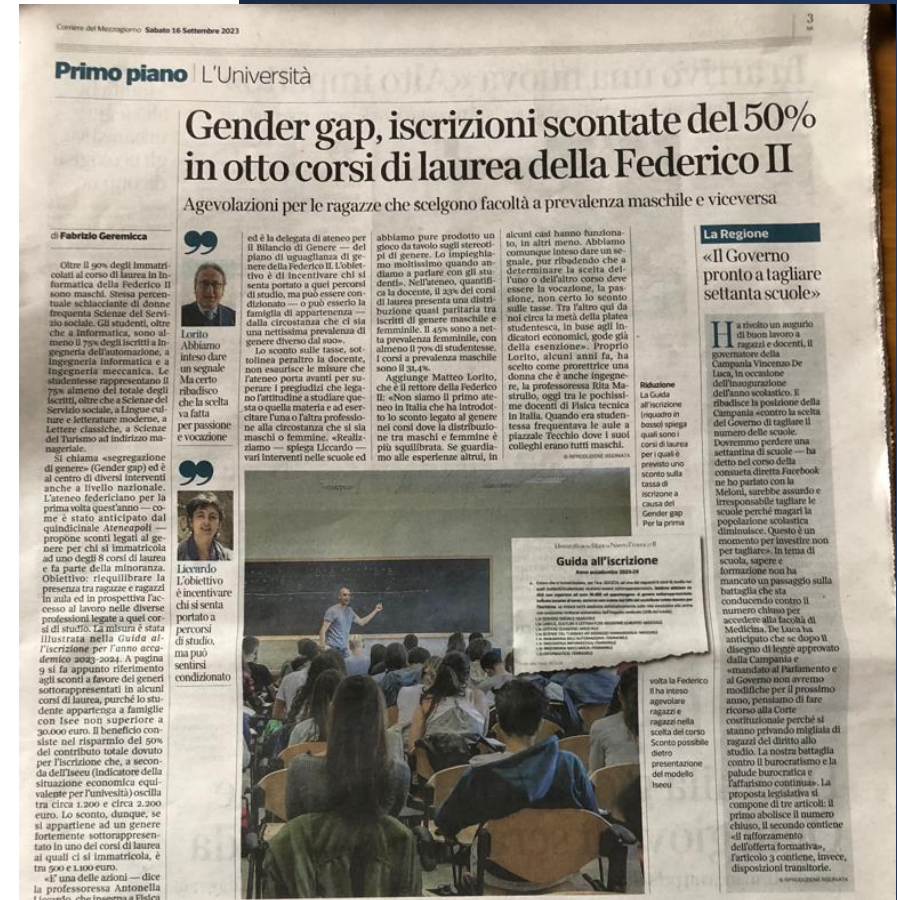 Corriere del Mezzogiorno Sabato 16 Settembre 2023
3
Primo piano | L'Università
Gender gap, iscrizioni scontate del 50%
in otto corsi di laurea della Federico II
Agevolazioni per le ragazze che scelgono facoltà a prevalenza maschile e viceversa
di Fabrizio Geremicca
Oltre il 90% degli immatri-
colati al corso di laurea in In-
formatica della Federico II
sono maschi. Stessa percen-
tuale schiacciante di donne
frequenta Scienze del Servi-
zio sociale. Gli studenti, oltre
che a Informatica, sono al-
meno il 75% degli iscritti a In-
gegneria dell'automazione, a
Ingegneria informatica e a
Ingegneria meccanica. Le
studentesse rappresentano il
75% almeno del totale degli
iscritti, oltre che a Scienze del
Servizio sociale, a Lingue cul-
ture e letterature moderne, a
Lettere classiche, a Scienze
del Turismo ad indirizzo ma-
nageriale.
Si chiama «segregazione
di genere» (Gender gap) ed è
al centro di diversi interventi
anche a livello nazionale.
L'ateneo federiciano per la
prima volta quest'anno — co-
me è stato anticipato dal
quindicinale Ateneapoli —
propone sconti legati al ge-
nere per chi si immatricola
ad uno degli 8 corsi di laurea
e fa parte della minoranza.
Obiettivo: riequilibrare la
presenza tra ragazze e ragazzi
in aula ed in prospettiva l'ac-
cesso al lavoro nelle diverse
professioni legate a quei cor-
si di studio. La misura è stata
illustrata nella Guida al-
l'iscrizione per l'anno acca-
demico 2023-2024. A pagina
9 si fa appunto riferimento
agli sconti a favore dei generi
sottorappresentati in alcuni
corsi di laurea, purché lo stu-
dente appartenga a famiglie
con Isee non superiore a
30.000 euro. Il beneficio con-
siste nel risparmio del 50%
del contributo totale dovuto
per l'iscrizione che, a secon-
da dell'Iseeu (indicatore della
situazione economica equi-
valente per l'univesità) oscilla
tra circa 1.200 e circa 2.200
euro. Lo sconto, dunque, se
si appartiene ad un genere
fortemente sottorappresen-
tato in uno dei corsi di laurea
ai quali ci si immatricola, è
tra 500 e 1.100 euro.
«E' una delle azioni — dice
la professoressa Antonella
Liccardo, che insegna a Fisica
Lorito
Abbiamo
inteso dare
un segnale
Ma certo
ribadisco
che la scelta
va fatta
per passione
e vocazione
Liccardo
L'obiettivo
è incentivare
chi si senta
portato a
percorsi
di studio,
ma può
sentirsi
condizionato
ed è la delegata di ateneo per
il Bilancio di Genere — del
piano di uguaglianza di ge-
nere della Federico II. L'obiet-
tivo è di incentivare chi si
senta portato a quei percorsi
di studio, ma può essere con-
dizionato — o può esserlo la
famiglia di appartenenza —
dalla circostanza che ci sia
una nettissima prevalenza di
genere diverso dal suo».
Lo sconto sulle tasse, sot-
tolinea peraltro la docente,
non esaurisce le misure che
l'ateneo porta avanti per su-
perare i pregiudizi che lega-
no l'attitudine a studiare que-
sta o quella materia e ad eser-
citare l'una o l'altra professio-
ne alla circostanza che si sia
maschi o femmine. «Realiz-
ziamo — spiega Liccardo —
vari interventi nelle scuole ed
abbiamo pure prodotto un
gioco da tavolo sugli stereoti-
pi di genere. Lo impieghia-
mo moltissimo quando an-
diamo a parlare con gli stu-
denti». Nell'ateneo, quantifi-
ca la docente, il 23% dei corsi
di laurea presenta una distri-
buzione quasi paritaria tra
iscritti di genere maschile e
femminile. Il 45% sono a net-
ta prevalenza femminile, con
almeno il 70% di studentesse.
I corsi a prevalenza maschile
sono il 31,4%.
Aggiunge Matteo Lorito,
che è il rettore della Federico
II: «Non siamo il primo ate-
neo in Italia che ha introdot-
to lo sconto legato al genere
nei corsi dove la distribuzio-
ne tra maschi e femmine è
più squilibrata. Se guardia-
mo alle esperienze altrui, in
alcuni casi hanno funziona-
to, in altri meno. Abbiamo
comunque inteso dare un se-
gnale, pur ribadendo che a
determinare la scelta del-
l'uno o dell'altro corso deve
essere la vocazione, la pas-
sione, non certo lo sconto
sulle tasse. Tra l'altro qui da
noi circa la metà della platea
studentesca, in base agli in-
dicatori economici, gode già
della esenzione». Proprio
Lorito, alcuni anni fa, ha
scelto come prorettrice una
donna che è anche ingegne-
re, la professoressa Rita Ma-
strullo, oggi tra le pochissi-
me docenti di Fisica tecnica
in Italia. Quando era studen-
tessa frequentava le aule a
piazzale Tecchio dove i suoi
colleghi erano tutti maschi.
© RIPRODUZIONE RISERVATA
Riduzione
La Guida
all'iscrizione
(riquadro in
basso) spiega
quali sono i
corsi di laurea
per i quali è
previsto uno
sconto sulla
tassa di
iscrizone a
causa del
Gender gap
Per la prima
volta la Federico
II ha inteso
agevolare
ragazzi e
ragazzi nella
scelta del corso
Sconto possibile
dietro
presentazione
del modello
Iseeu
Guida all'iscrizione
Anno accademico 2023-24
La Regione
«Il Governo
pronto a tagliare
settanta scuole»
Ha rivolto un augurio
di buon lavoro a
ragazzi e docenti, il
governatore della
Campania Vincenzo De
Luca, in occasione
dell'inaugurazione
dell'anno scolastico. E
ribadisce la posizione della
Campania «contro la scelta
del Governo di tagliare il
numero delle scuole.
Dovremmo perdere una
settantina di scuole — ha
detto nel corso della
consueta diretta Facebook
ne ho parlato con la
Meloni, sarebbe assurdo e
irresponsabile tagliare le
scuole perché magari la
popolazione scolastica
diminuisce. Questo è un
momento per investire non
per tagliare». In tema di
scuola, sapere e
formazione non ha
mancato un passaggio sulla
battaglia che sta
conducendo contro il
numero chiuso per
accedere alla facoltà di
Medicina. De Luca ha
anticipato che se dopo il
disegno di legge approvato
dalla Campania e
«mandato al Parlamento e
al Governo non avremo
modifiche per il prossimo
anno, pensiamo di fare
ricorso alla Corte
costituzionale perché si
stanno privando migliaia di
ragazzi del diritto allo
studio. La nostra battaglia
contro il burocratismo e la
palude burocratica e
l'affarismo continua». La
proposta legislativa si
compone di tre articoli: il
primo abolisce il numero
chiuso, il secondo contiene
«il rafforzamento
dell'offerta formativa»,
l'articolo 3 contiene, invece,
disposizioni transitorie.
© RIPRODUZIONE RISERVATA